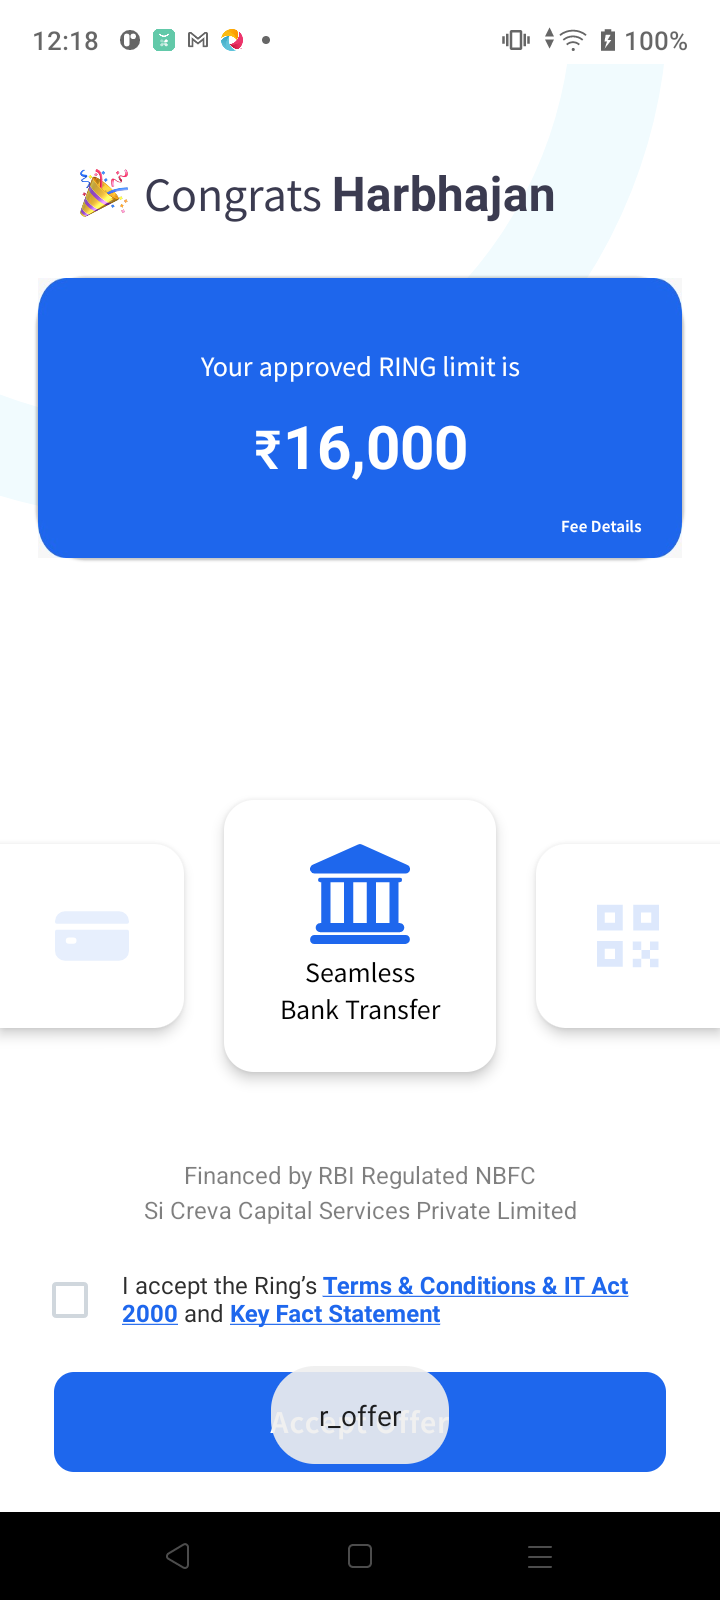 12:18
100%
Congrats Harbhajan
Your approved RING limit is
₹16,000
Fee Details
Seamless
Bank Transfer
Financed by RBI Regulated NBFC
Si Creva Capital Services Private Limited
I accept the Ring’s Terms & Conditions & IT Act
2000 and Key Fact Statement
Accept Offer
r_offer